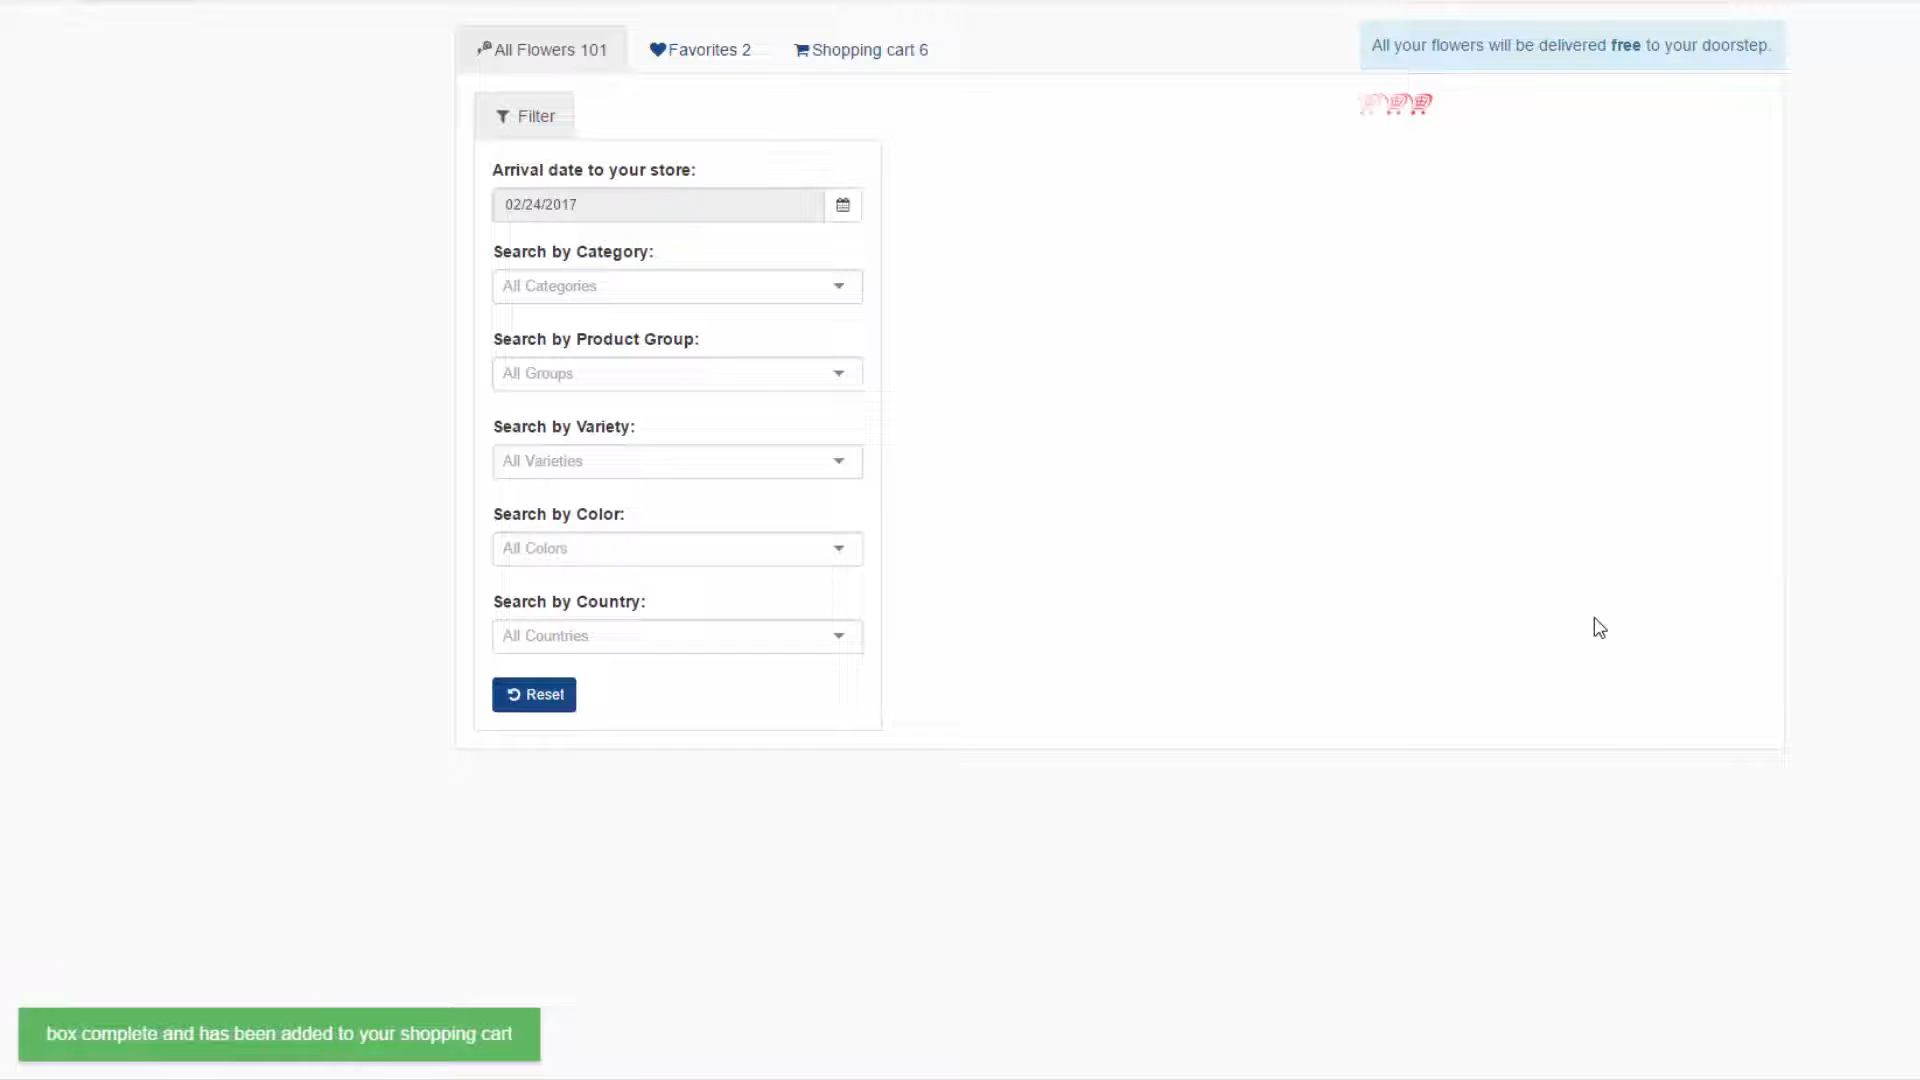 All Flowers 101
Favorites 2
Shopping cart 6
All your flowers will be delivered free to your doorstep.
Filter
Arrival date to your store:
02/24/2017
Search by Category:
All Categories
Search by Product Group:
All Groups
Search by Variety:
All Varieties
Search by Color:
All Colors
Search by Country:
All Countries
Reset
box complete and has been added to your shopping cart